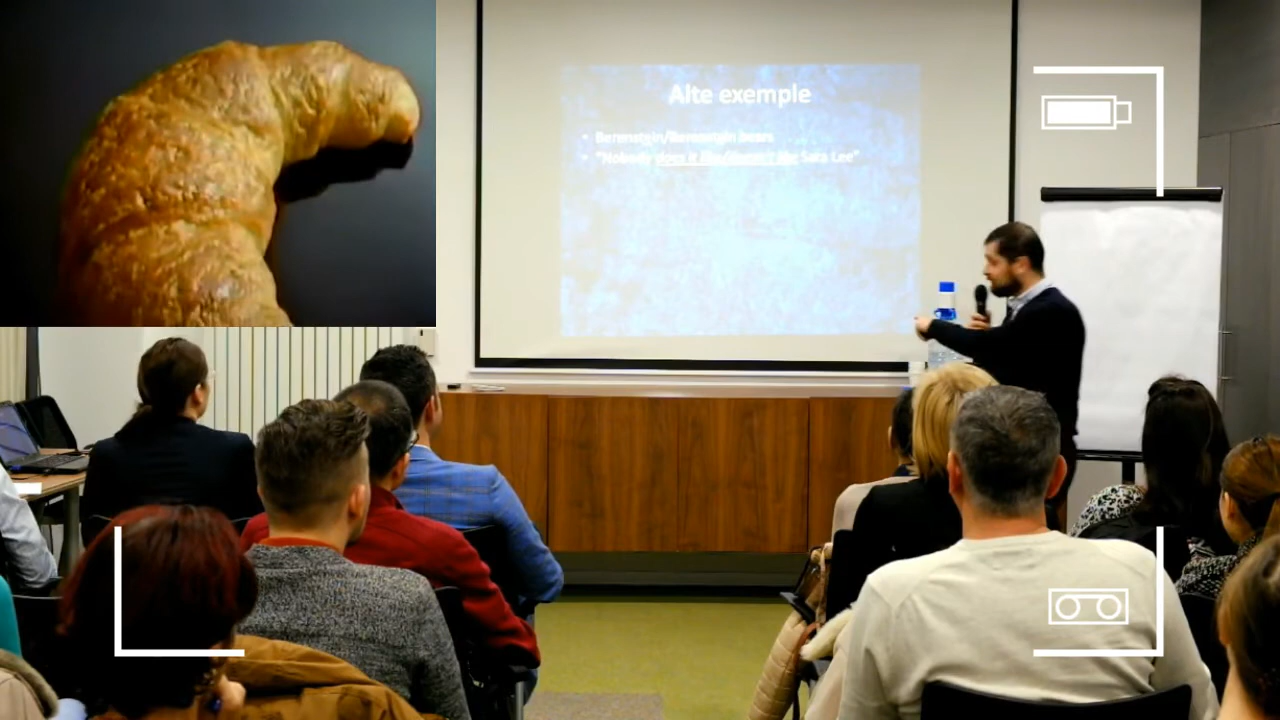 Alte exemple
• Berenstein/Berenstain bears
• "Nobody does it like/doesn't like Sara Lee"